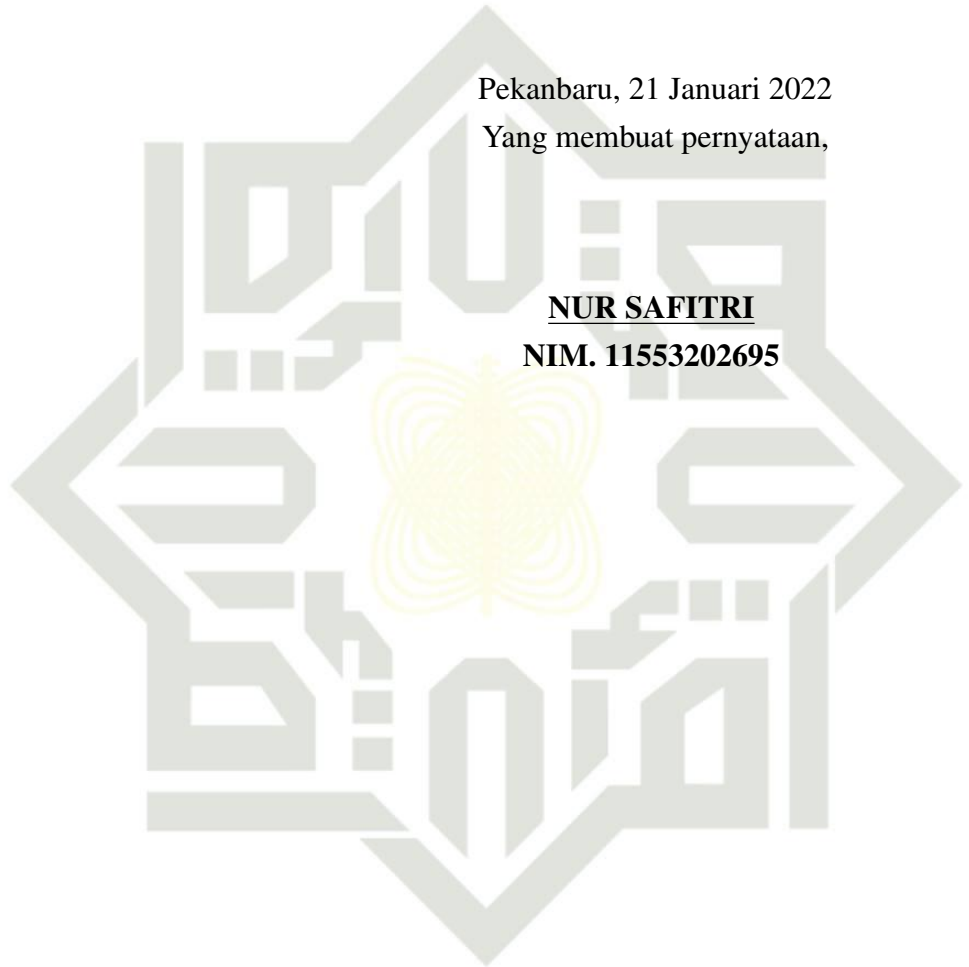 Pekanbaru, 21 Januari 2022
Yang membuat pernyataan,
NUR SAFITRI
NIM. 11553202695